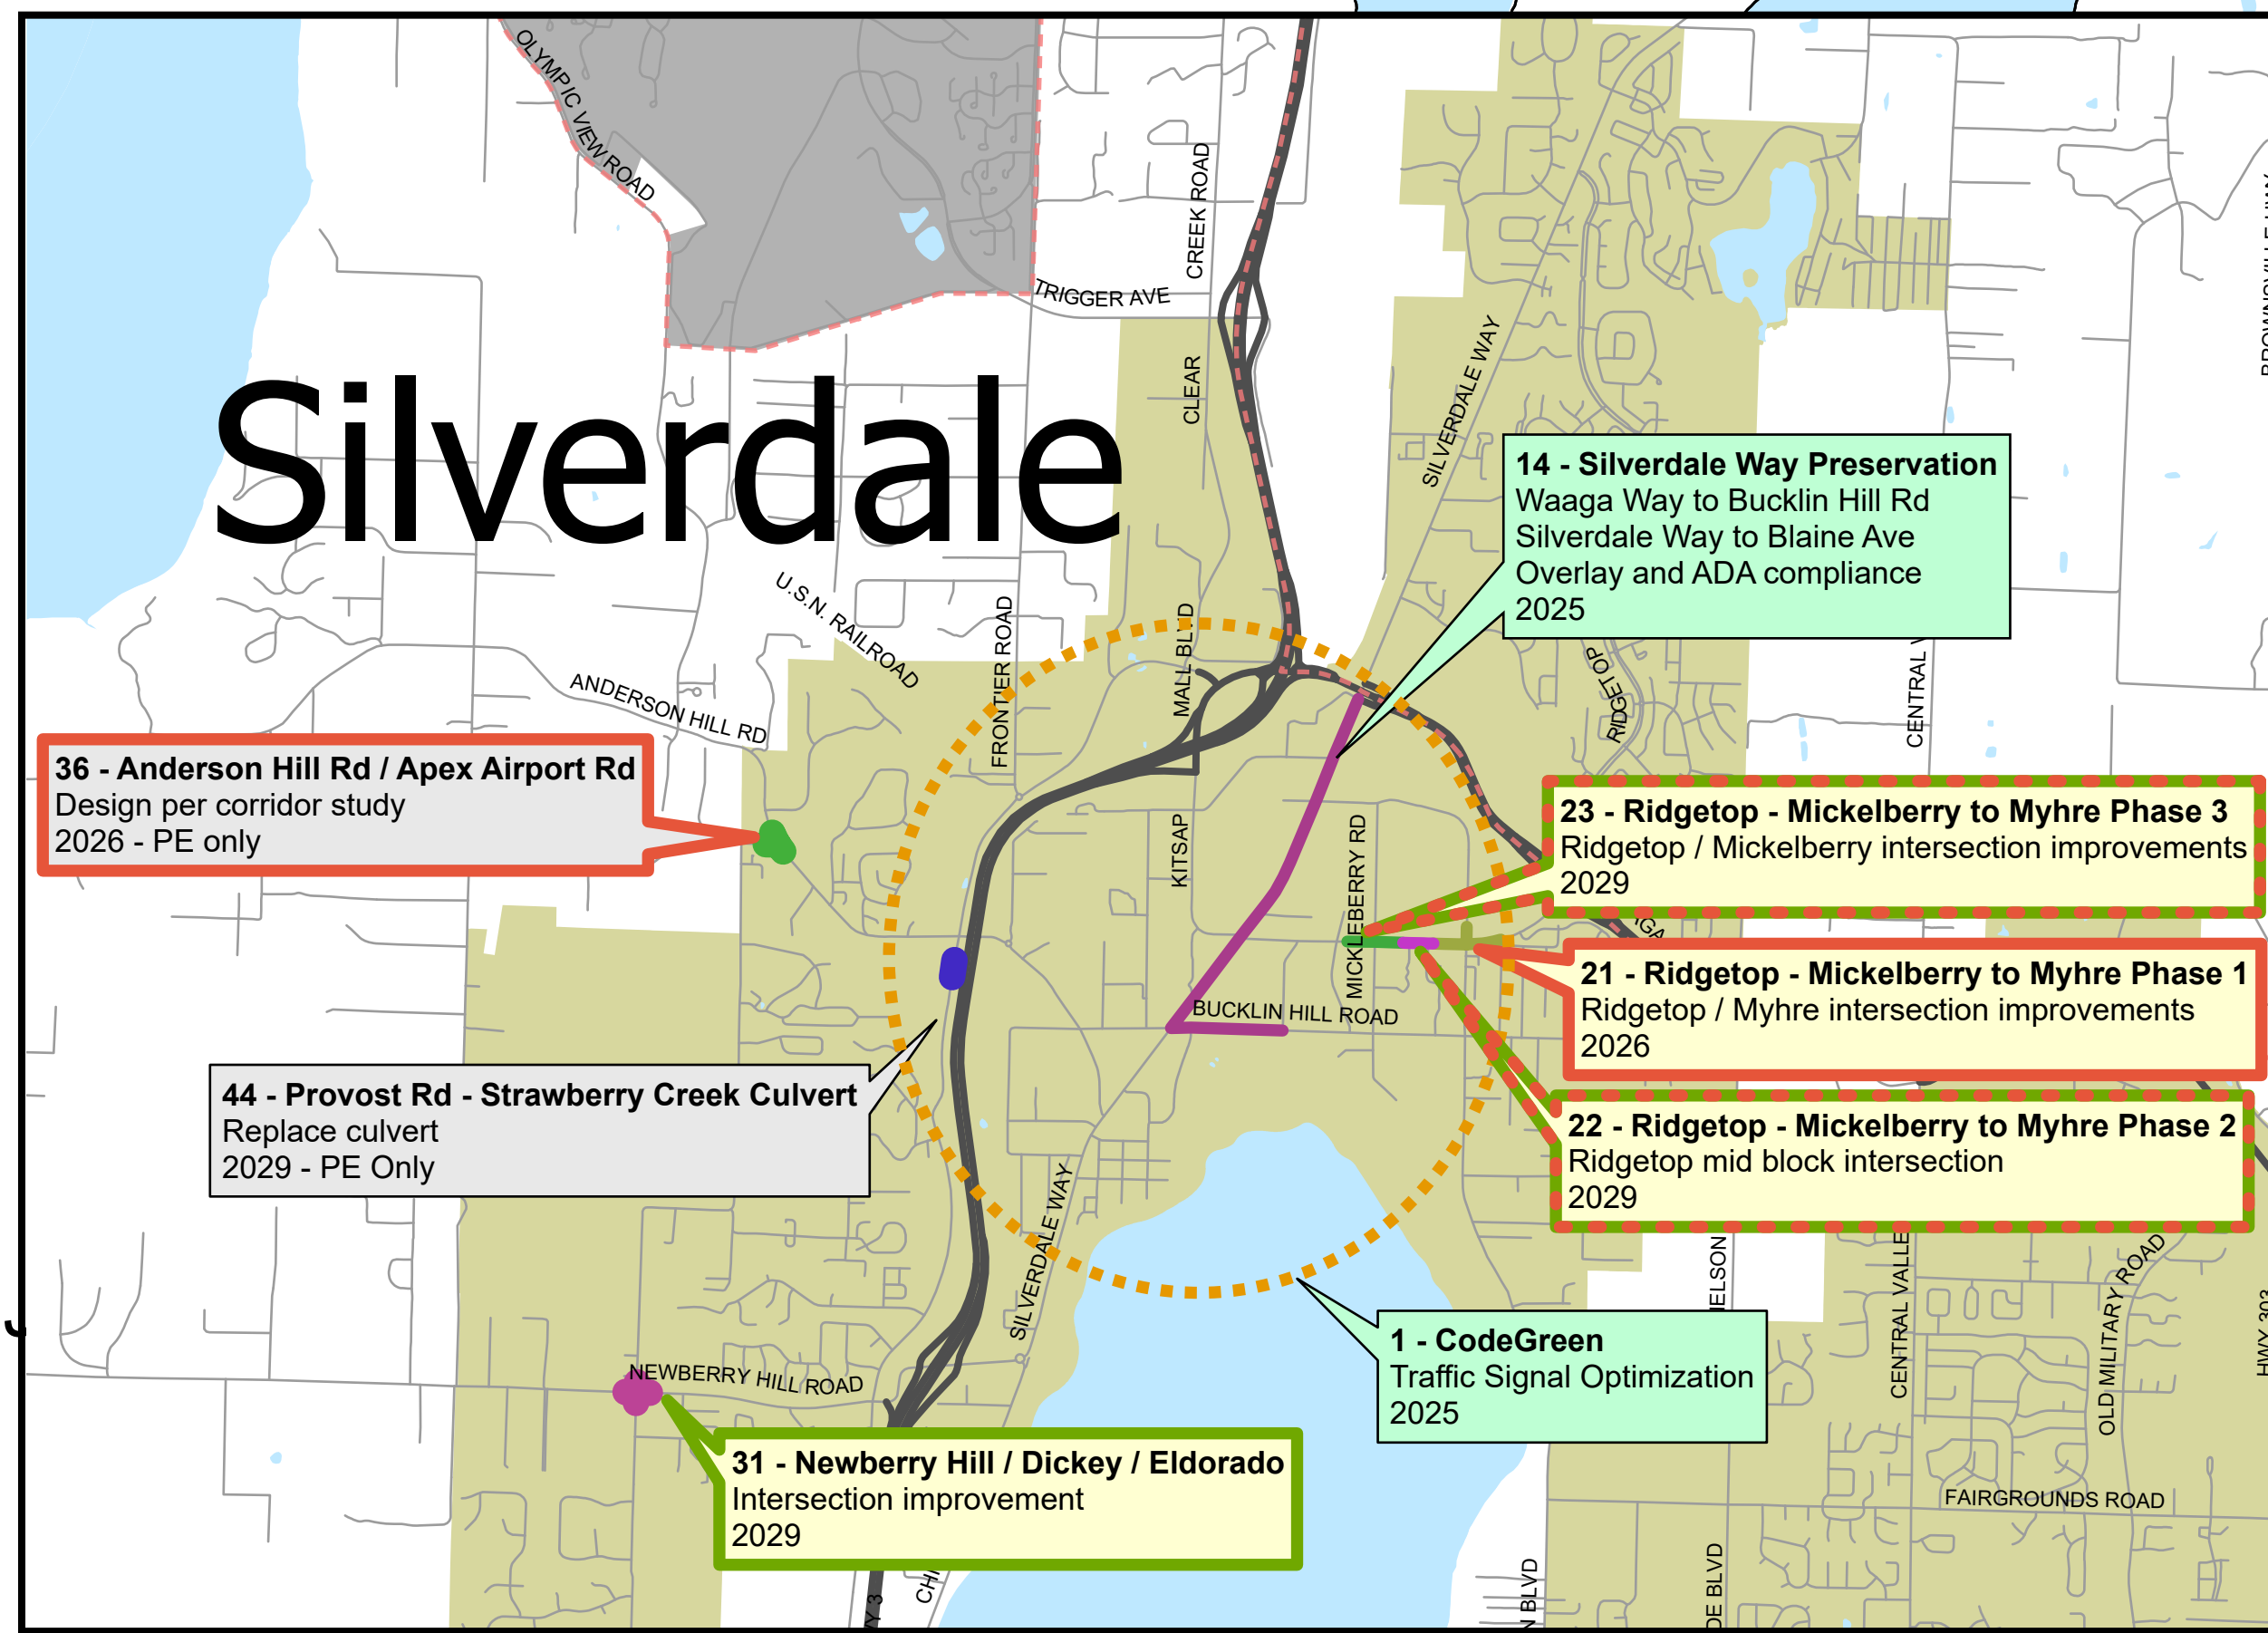 OLYMPIC VIEW ROAD
CREEK ROAD
TRIGGER AVE
CLEAR
SILVERDALE WAY
Silverdale
14 - Silverdale Way Preservation
Waaga Way to Bucklin Hill Rd
Silverdale Way to Blaine Ave
Overlay and ADA compliance
2025
U.S.N. RAILROAD
FRONTIER ROAD
MALL BLVD
RIDGETOP
CENTRAL
ANDERSON HILL RD
36 - Anderson Hill Rd / Apex Airport Rd
Design per corridor study
2026 - PE only
KITSAP
MICKLEBERRY RD
23 - Ridgetop - Mickelberry to Myhre Phase 3
Ridgetop / Mickelberry intersection improvements
2029
21 - Ridgetop - Mickelberry to Myhre Phase 1
Ridgetop / Myhre intersection improvements
2026
BUCKLIN HILL ROAD
44 - Provost Rd - Strawberry Creek Culvert
Replace culvert
2029 - PE Only
22 - Ridgetop - Mickelberry to Myhre Phase 2
Ridgetop mid block intersection
2029
SILVERDALE WAY
CENTRAL VALLE
OLD MILITARY ROAD
HWY 303
1 - CodeGreen
Traffic Signal Optimization
2025
NEWBERRY HILL ROAD
31 - Newberry Hill / Dickey / Eldorado
Intersection improvement
2029
FAIRGROUNDS ROAD
BLVD
BLVD